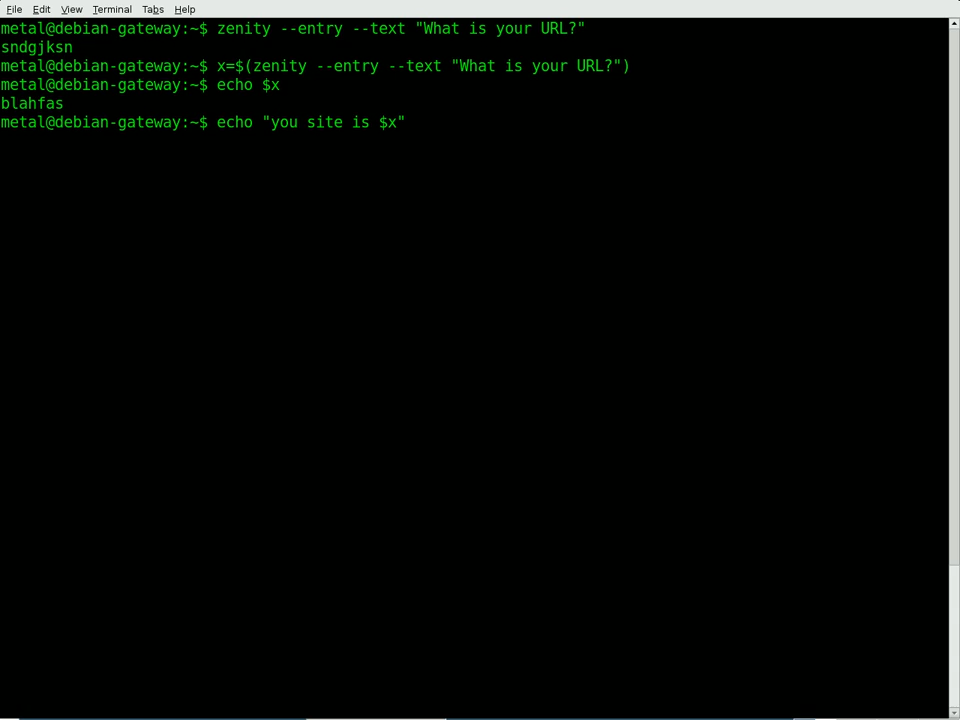 File Edit View Terminal Tabs Help
metal@debian-gateway:~$ zenity --entry --text "What is your URL?"
sndgjksn
metal@debian-gateway:~$ x=$(zenity --entry --text "What is your URL?")
metal@debian-gateway:~$ echo $x
blahfas
metal@debian-gateway:~$ echo "you site is $x"